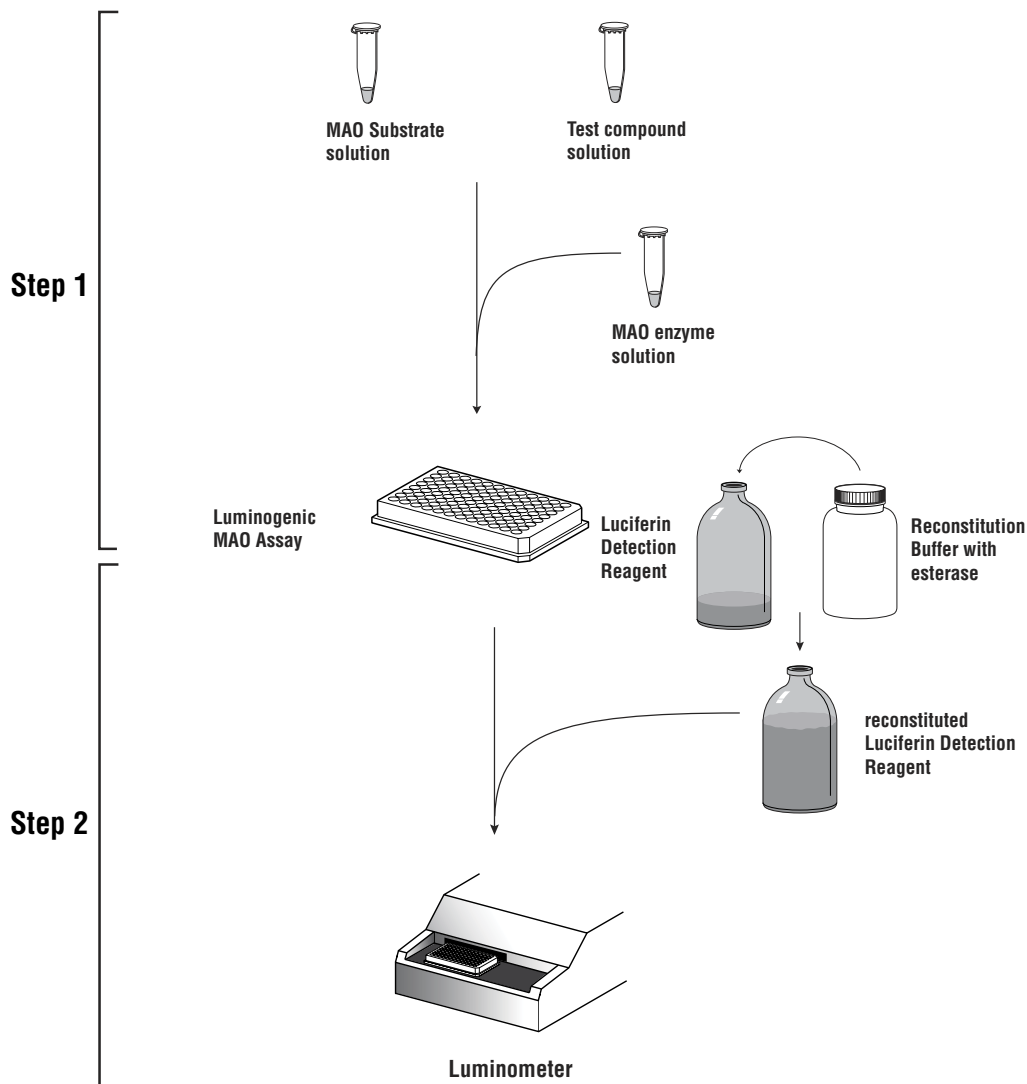 MAO Substrate
solution
Test compound
solution
Step 1
MAO enzyme
solution
Luminogenic
MAO Assay
Luciferin
Detection
Reagent
Reconstitution
Buffer with
esterase
reconstituted
Luciferin Detection
Reagent
Step 2
Luminometer